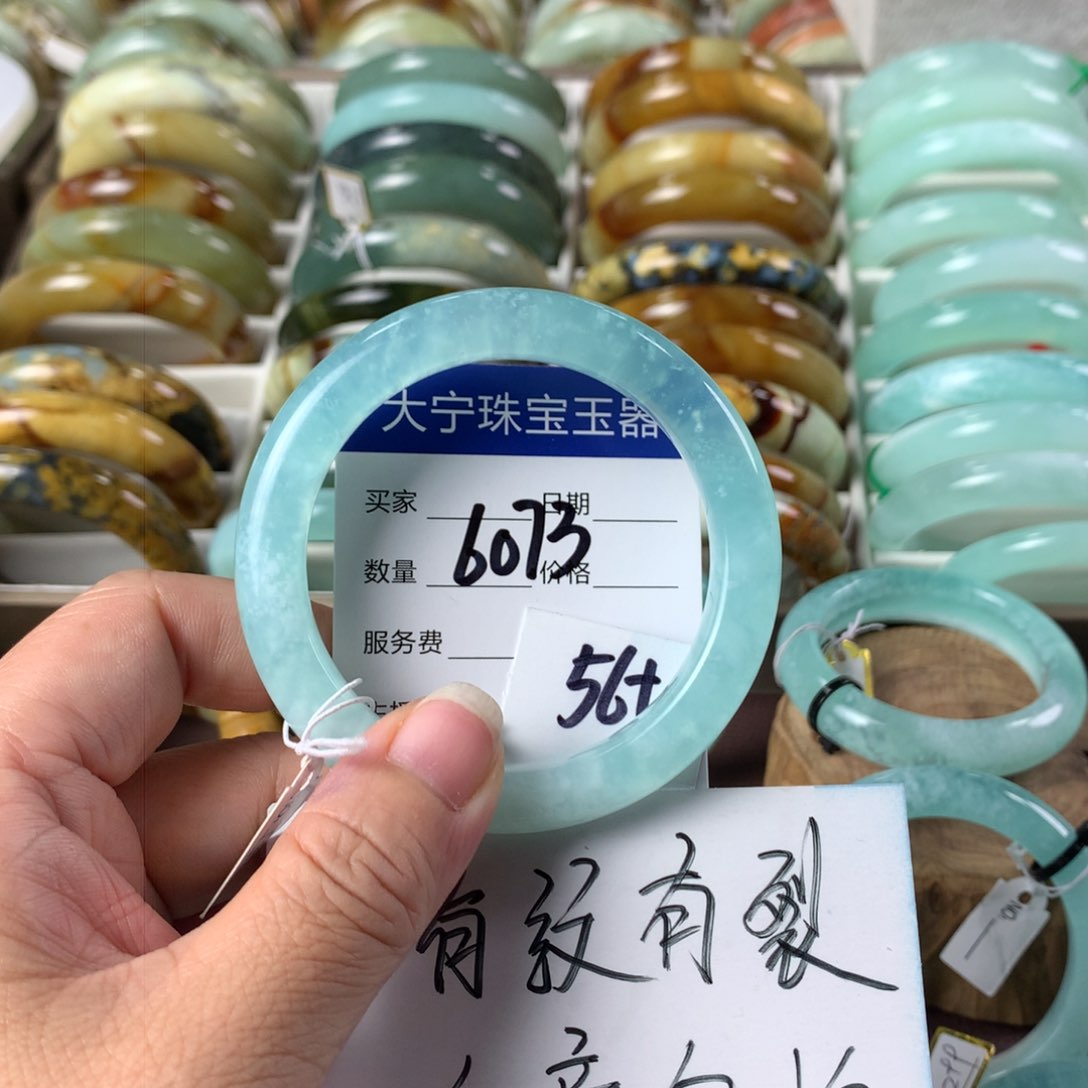 大宁珠宝玉器
买家 日期
6073
数量 价格
服务费
56+
有纹有裂